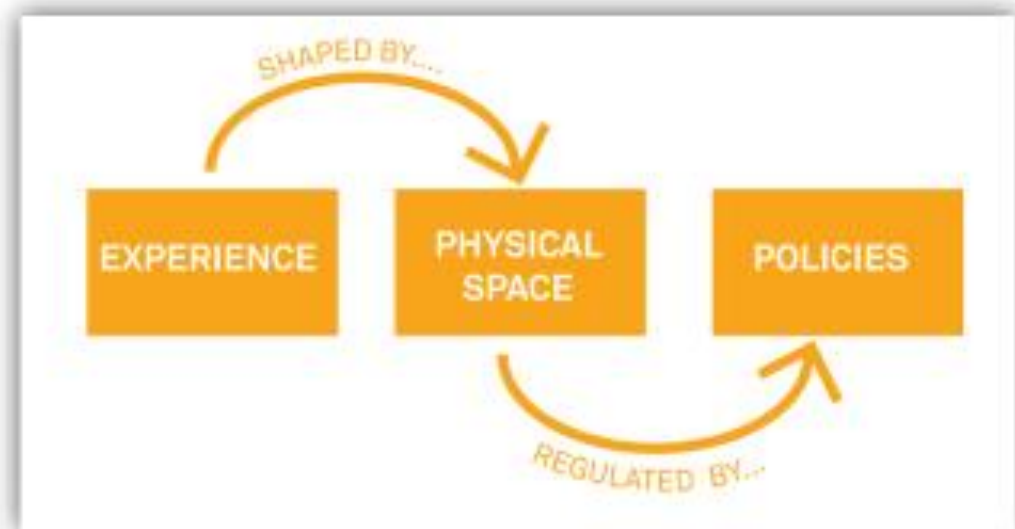 SHAPED BY....
EXPERIENCE
PHYSICAL
SPACE
POLICIES
REGULATED BY...